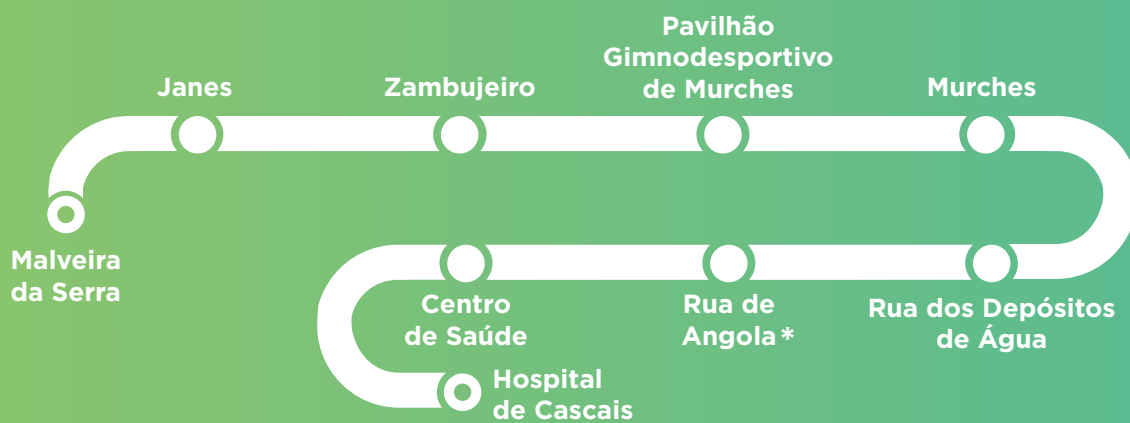 Janes
Zambujeiro
Pavilhão
Gimnodesportivo
de Murches
Murches
Malveira
da Serra
Centro
de Saúde
Rua de
Angola*
Rua dos Depósitos
de Água
Hospital
de Cascais